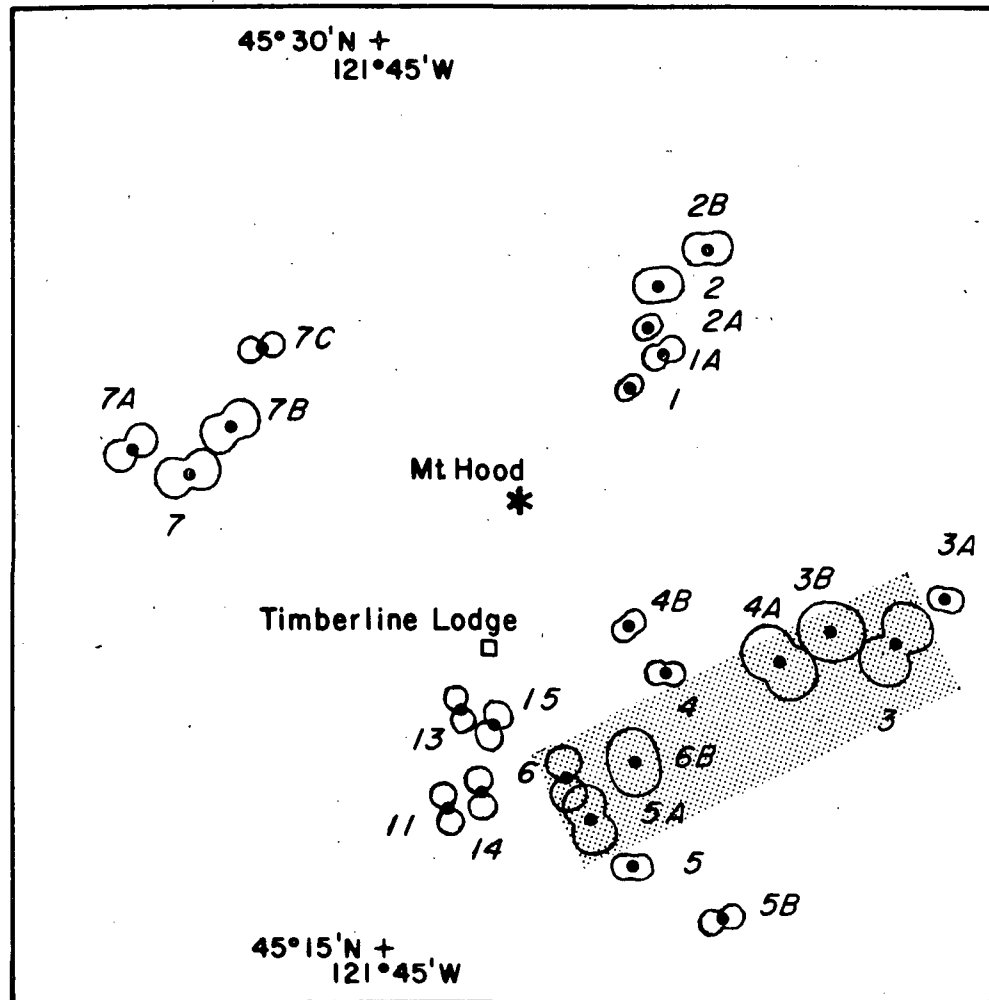 45°30'N +
121°45'W
2B
2
2A
1A
1
7C
7A
7B
7
Mt Hood
3A
3B
4A
4B
Timberline Lodge
4
3
15
13
6
6B
5A
11
14
5
5B
45°15'N +
121°45'W